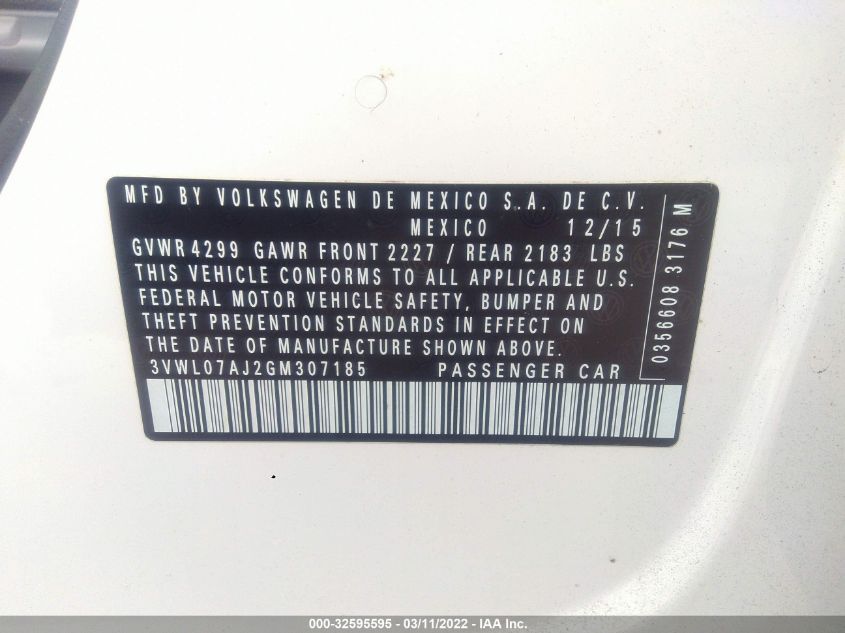 MFD BY VOLKSWAGEN DE MEXICO S.A. DE C.V.
MEXICO 12/15
GVWR 4299 GAWR FRONT 2227 / REAR 2183 LBS
THIS VEHICLE CONFORMS TO ALL APPLICABLE U.S.
FEDERAL MOTOR VEHICLE SAFETY, BUMPER AND
THEFT PREVENTION STANDARDS IN EFFECT ON
THE DATE OF MANUFACTURE SHOWN ABOVE.
3VWL07AJ2GM307185 PASSENGER CAR
0356608 3176 M
000-32595595 - 03/11/2022 - IAA Inc.